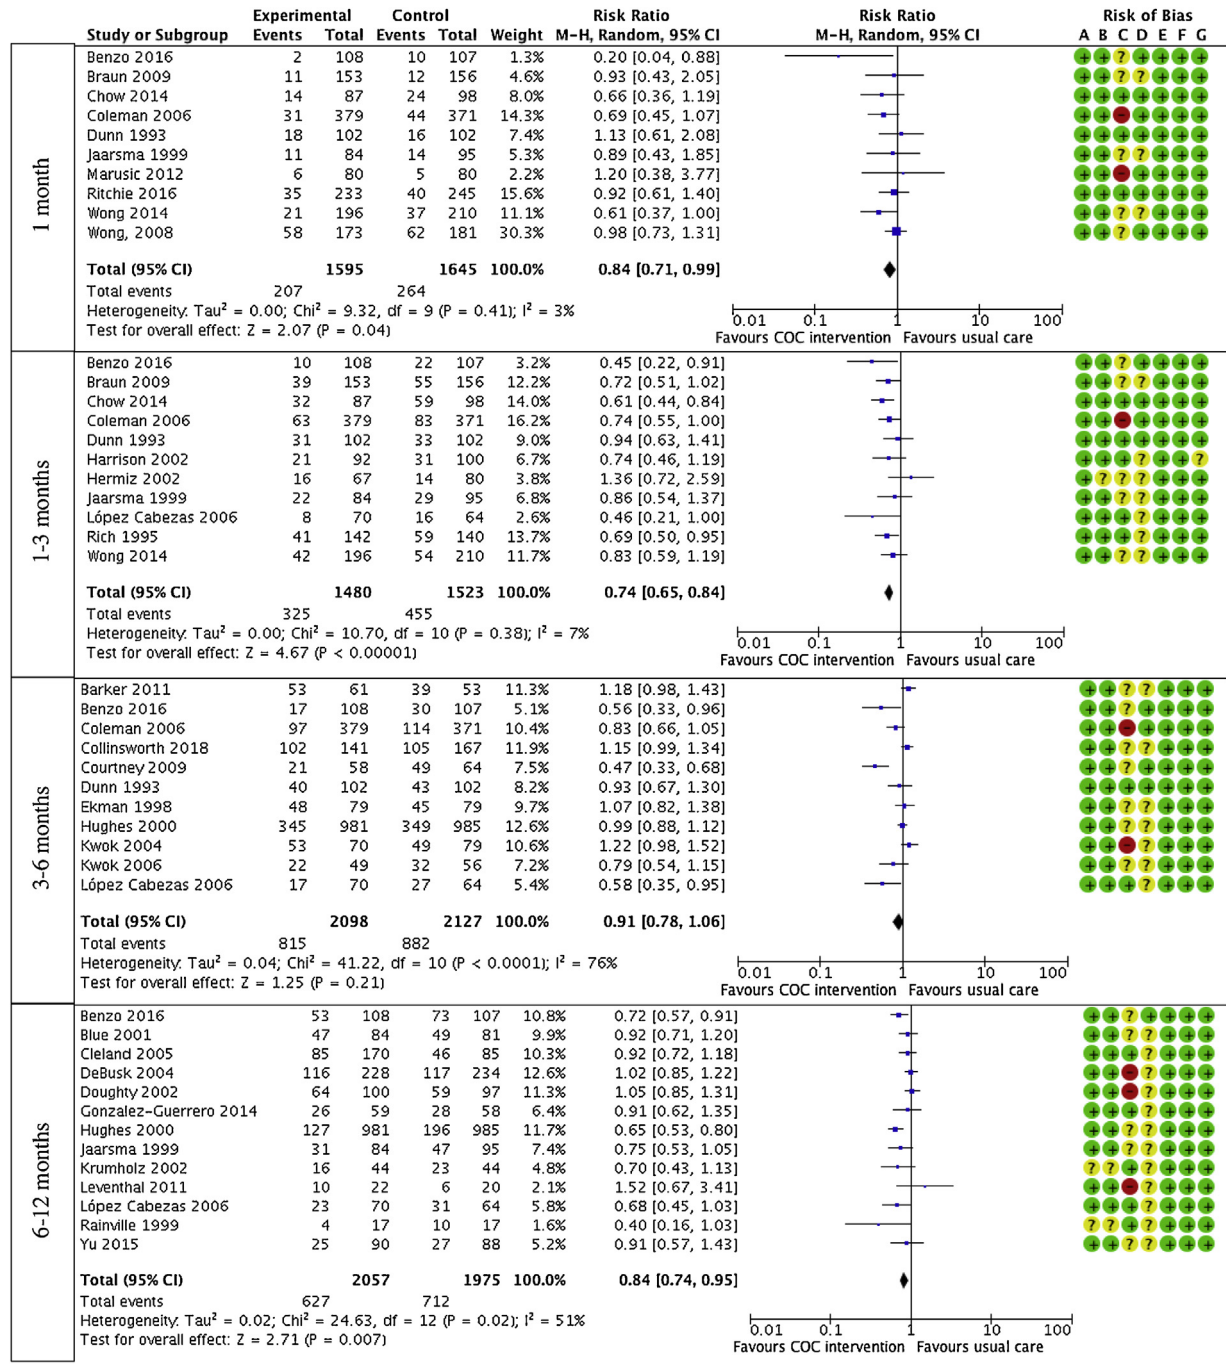 Experimental Control Risk Ratio Risk Ratio Risk of Bias
Study or Subgroup Events Total Events Total Weight M-H, Random, 95% CI M-H, Random, 95% CI A B C D E F G
1 month
Benzo 2016 2 108 10 107 1.3% 0.20 [0.04, 0.88] + + ? + + + +
Braun 2009 11 153 12 156 4.6% 0.93 [0.43, 2.05] + + ? ? + + +
Chow 2014 14 87 24 98 8.0% 0.66 [0.36, 1.19] + + + + + + +
Coleman 2006 31 379 44 371 14.3% 0.69 [0.45, 1.07] + + - + + + +
Dunn 1993 18 102 16 102 7.4% 1.13 [0.61, 2.08] + + + + + + +
Jaarsma 1999 11 84 14 95 5.3% 0.89 [0.43, 1.85] + + ? ? + + +
Marusic 2012 6 80 5 80 2.2% 1.20 [0.38, 3.77] + + - + + + +
Ritchie 2016 35 233 40 245 15.6% 0.92 [0.61, 1.40] + + + + + + +
Wong 2014 21 196 37 210 11.1% 0.61 [0.37, 1.00] + + ? ? + + +
Wong, 2008 58 173 62 181 30.3% 0.98 [0.73, 1.31] + + ? + + + +
Total (95% CI) 1595 1645 100.0% 0.84 [0.71, 0.99]
Total events 207 264
Heterogeneity: Tau² = 0.00; Chi² = 9.32, df = 9 (P = 0.41); I² = 3%
Test for overall effect: Z = 2.07 (P = 0.04)
0.01 0.1 1 10 100
Favours COC intervention Favours usual care
1-3 months
Benzo 2016 10 108 22 107 3.2% 0.45 [0.22, 0.91] + + ? + + + +
Braun 2009 39 153 55 156 12.2% 0.72 [0.51, 1.02] + + ? ? + + +
Chow 2014 32 87 59 98 14.0% 0.61 [0.44, 0.84] + + + + + + +
Coleman 2006 63 379 83 371 16.2% 0.74 [0.55, 1.00] + + - + + + +
Dunn 1993 31 102 33 102 9.0% 0.94 [0.63, 1.41] + + + + + + +
Harrison 2002 21 92 31 100 6.7% 0.74 [0.46, 1.19] + + + ? + + ?
Hermiz 2002 16 67 14 80 3.8% 1.36 [0.72, 2.59] + ? ? ? + + +
Jaarsma 1999 22 84 29 95 6.8% 0.86 [0.54, 1.37] + + ? ? + + +
López Cabezas 2006 8 70 16 64 2.6% 0.46 [0.21, 1.00] + + + ? + + +
Rich 1995 41 142 59 140 13.7% 0.69 [0.50, 0.95] + + + ? + + +
Wong 2014 42 196 54 210 11.7% 0.83 [0.59, 1.19] + + ? ? + + +
Total (95% CI) 1480 1523 100.0% 0.74 [0.65, 0.84]
Total events 325 455
Heterogeneity: Tau² = 0.00; Chi² = 10.70, df = 10 (P = 0.38); I² = 7%
Test for overall effect: Z = 4.67 (P < 0.00001)
0.01 0.1 1 10 100
Favours COC intervention Favours usual care
3-6 months
Barker 2011 53 61 39 53 11.3% 1.18 [0.98, 1.43] + + ? ? + + +
Benzo 2016 17 108 30 107 5.1% 0.56 [0.33, 0.96] + + ? + + + +
Coleman 2006 97 379 114 371 10.4% 0.83 [0.66, 1.05] + + - + + + +
Collinsworth 2018 102 141 105 167 11.9% 1.15 [0.99, 1.34] + + ? ? + + +
Courtney 2009 21 58 49 64 7.5% 0.47 [0.33, 0.68] + + ? + + + +
Dunn 1993 40 102 43 102 8.2% 0.93 [0.67, 1.30] + + + + + + +
Ekman 1998 48 79 45 79 9.7% 1.07 [0.82, 1.38] + + ? ? + + +
Hughes 2000 345 981 349 985 12.6% 0.99 [0.88, 1.12] + + ? ? + + +
Kwok 2004 53 70 49 79 10.6% 1.22 [0.98, 1.52] + + - ? + + +
Kwok 2006 22 49 32 56 7.2% 0.79 [0.54, 1.15] + + ? ? + + +
López Cabezas 2006 17 70 27 64 5.4% 0.58 [0.35, 0.95] + + + ? + + +
Total (95% CI) 2098 2127 100.0% 0.91 [0.78, 1.06]
Total events 815 882
Heterogeneity: Tau² = 0.04; Chi² = 41.22, df = 10 (P < 0.0001); I² = 76%
Test for overall effect: Z = 1.25 (P = 0.21)
0.01 0.1 1 10 100
Favours COC intervention Favours usual care
6-12 months
Benzo 2016 53 108 73 107 10.8% 0.72 [0.57, 0.91] + + ? + + + +
Blue 2001 47 84 49 81 9.9% 0.92 [0.71, 1.20] + + ? ? + + +
Cleland 2005 85 170 46 85 10.3% 0.92 [0.72, 1.18] + + + ? + + +
DeBusk 2004 116 228 117 234 12.6% 1.02 [0.85, 1.22] + + - ? + + +
Doughty 2002 64 100 59 97 11.3% 1.05 [0.85, 1.31] + + - ? + + +
Gonzalez-Guerrero 2014 26 59 28 58 6.4% 0.91 [0.62, 1.35] + + + ? + + +
Hughes 2000 127 981 196 985 11.7% 0.65 [0.53, 0.80] + + ? ? + + +
Jaarsma 1999 31 84 47 95 7.4% 0.75 [0.53, 1.05] + + ? ? + + +
Krumholz 2002 16 44 23 44 4.8% 0.70 [0.43, 1.13] ? ? + ? + + +
Leventhal 2011 10 22 6 20 2.1% 1.52 [0.67, 3.41] + + - ? + + +
López Cabezas 2006 23 70 31 64 5.8% 0.68 [0.45, 1.03] + + + ? + + +
Rainville 1999 4 17 10 17 1.6% 0.40 [0.16, 1.03] ? ? + ? + + +
Yu 2015 25 90 27 88 5.2% 0.91 [0.57, 1.43] + + ? ? + + +
Total (95% CI) 2057 1975 100.0% 0.84 [0.74, 0.95]
Total events 627 712
Heterogeneity: Tau² = 0.02; Chi² = 24.63, df = 12 (P = 0.02); I² = 51%
Test for overall effect: Z = 2.71 (P = 0.007)
0.01 0.1 1 10 100
Favours COC intervention Favours usual care